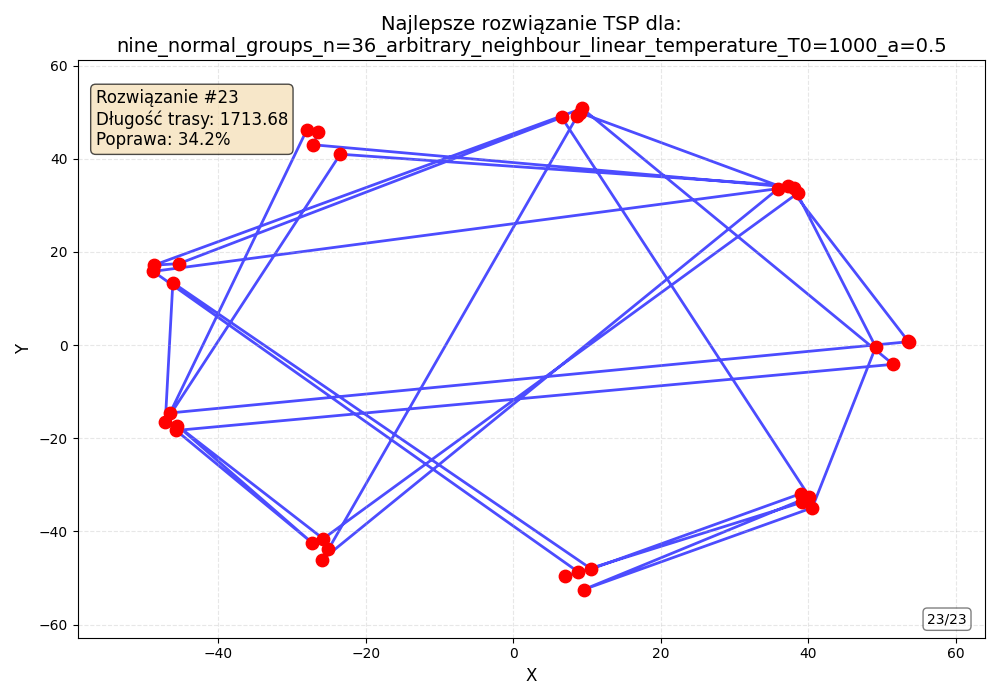 Najlepsze rozwiązanie TSP dla:
nine_normal_groups_n=36_arbitrary_neighbour_linear_temperature_T0=1000_a=0.5
Rozwiązanie #23
Długość trasy: 1713.68
Poprawa: 34.2%
60
40
20
0
−20
−40
−60
Y
23/23
−40
−20
0
20
40
60
X